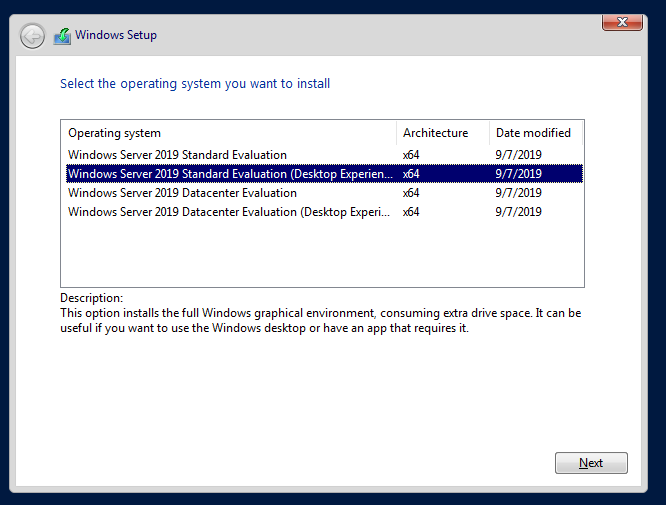 Windows Setup
Select the operating system you want to install
Operating system Architecture Date modified
Windows Server 2019 Standard Evaluation x64 9/7/2019
Windows Server 2019 Standard Evaluation (Desktop Experien... x64 9/7/2019
Windows Server 2019 Datacenter Evaluation x64 9/7/2019
Windows Server 2019 Datacenter Evaluation (Desktop Experi... x64 9/7/2019
Description:
This option installs the full Windows graphical environment, consuming extra drive space. It can be
useful if you want to use the Windows desktop or have an app that requires it.
Next